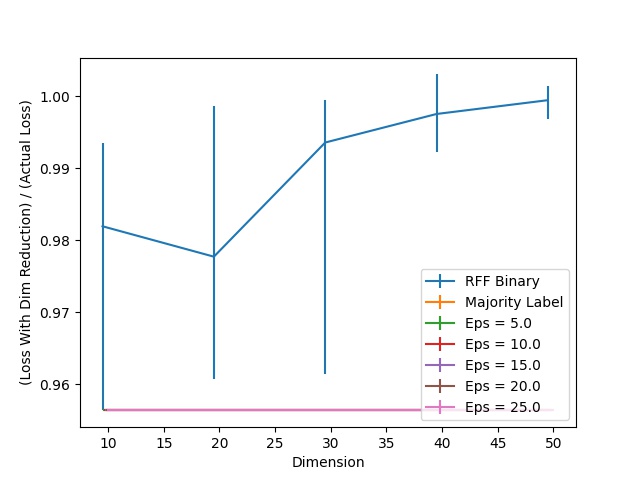 1.00
0.99
0.98
0.97
0.96
(Loss With Dim Reduction) / (Actual Loss)
RFF Binary
Majority Label
Eps = 5.0
Eps = 10.0
Eps = 15.0
Eps = 20.0
Eps = 25.0
10 15 20 25 30 35 40 45 50
Dimension